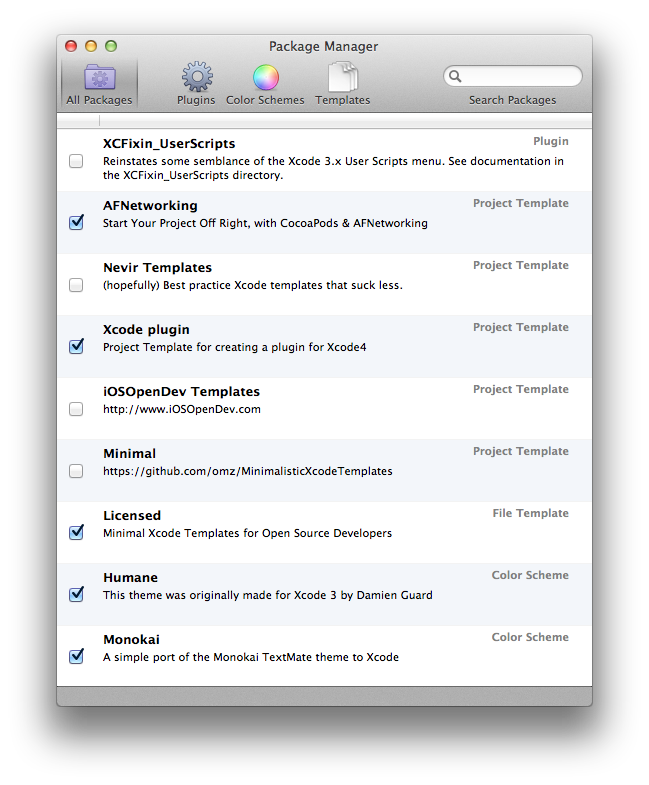 Package Manager
All Packages
Plugins
Color Schemes
Templates
Search Packages
XCFixin_UserScripts
Plugin
Reinstates some semblance of the Xcode 3.x User Scripts menu. See documentation in
the XCFixin_UserScripts directory.
AFNetworking
Project Template
Start Your Project Off Right, with CocoaPods & AFNetworking
Nevir Templates
Project Template
(hopefully) Best practice Xcode templates that suck less.
Xcode plugin
Project Template
Project Template for creating a plugin for Xcode4
iOSOpenDev Templates
Project Template
http://www.iOSOpenDev.com
Minimal
Project Template
https://github.com/omz/MinimalisticXcodeTemplates
Licensed
File Template
Minimal Xcode Templates for Open Source Developers
Humane
Color Scheme
This theme was originally made for Xcode 3 by Damien Guard
Monokai
Color Scheme
A simple port of the Monokai TextMate theme to Xcode